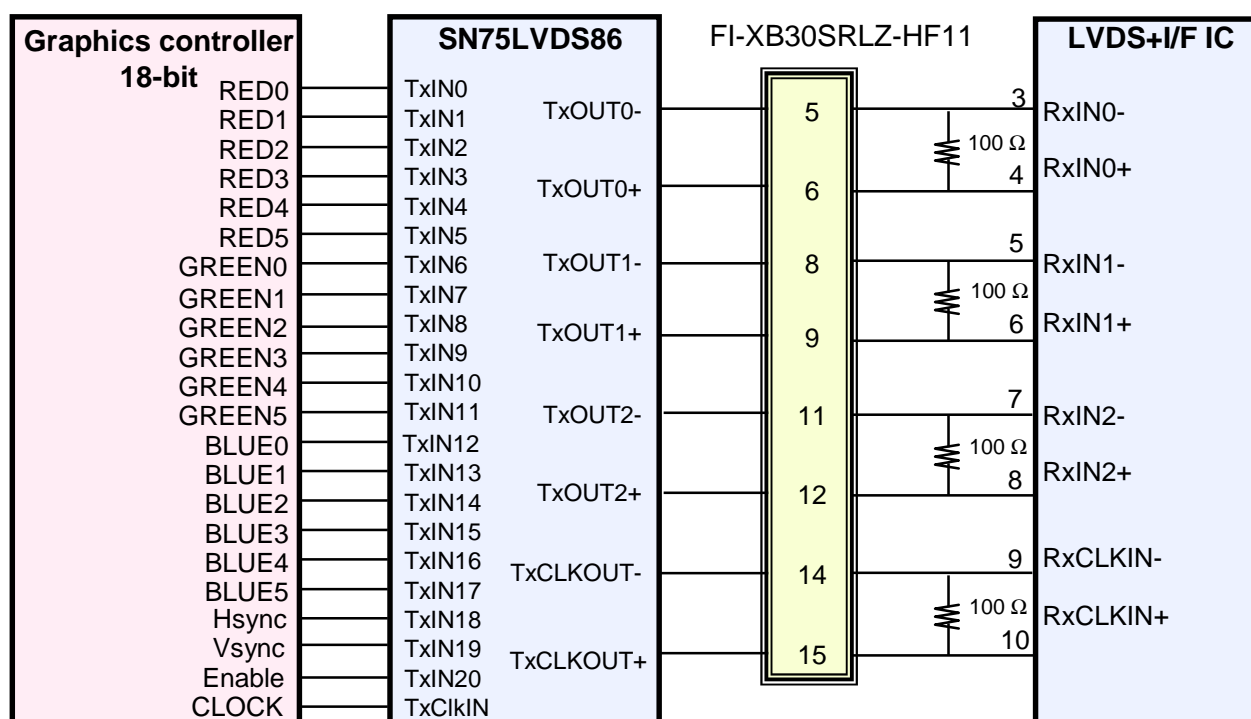 Graphics controller
18-bit
RED0
RED1
RED2
RED3
RED4
RED5
GREEN0
GREEN1
GREEN2
GREEN3
GREEN4
GREEN5
BLUE0
BLUE1
BLUE2
BLUE3
BLUE4
BLUE5
Hsync
Vsync
Enable
CLOCK
SN75LVDS86
TxIN0
TxIN1
TxIN2
TxIN3
TxIN4
TxIN5
TxIN6
TxIN7
TxIN8
TxIN9
TxIN10
TxIN11
TxIN12
TxIN13
TxIN14
TxIN15
TxIN16
TxIN17
TxIN18
TxIN19
TxIN20
TxClkIN
TxOUT0-
TxOUT0+
TxOUT1-
TxOUT1+
TxOUT2-
TxOUT2+
TxCLKOUT-
TxCLKOUT+
FI-XB30SRLZ-HF11
5
6
8
9
11
12
14
15
3
100 Ω
4
5
100 Ω
6
7
100 Ω
8
9
100 Ω
10
LVDS+I/F IC
RxIN0-
RxIN0+
RxIN1-
RxIN1+
RxIN2-
RxIN2+
RxCLKIN-
RxCLKIN+